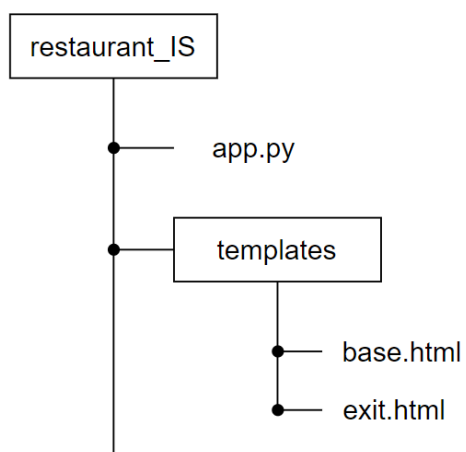 restaurant_IS
app.py
templates
base.html
exit.html